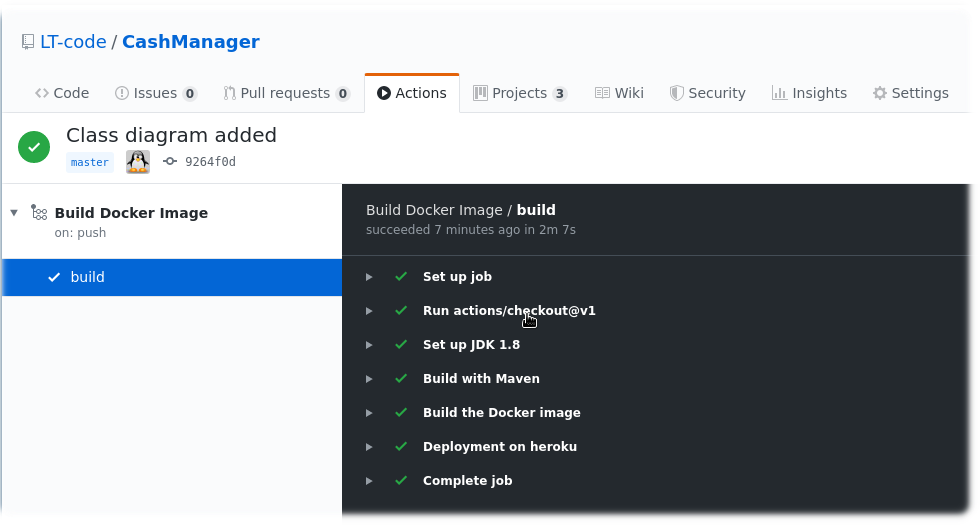 LT-code / CashManager
Code Issues 0 Pull requests 0 Actions Projects 3 Wiki Security Insights Settings
Class diagram added
master 9264f0d
Build Docker Image
on: push
build
Build Docker Image / build
succeeded 7 minutes ago in 2m 7s
Set up job
Run actions/checkout@v1
Set up JDK 1.8
Build with Maven
Build the Docker image
Deployment on heroku
Complete job